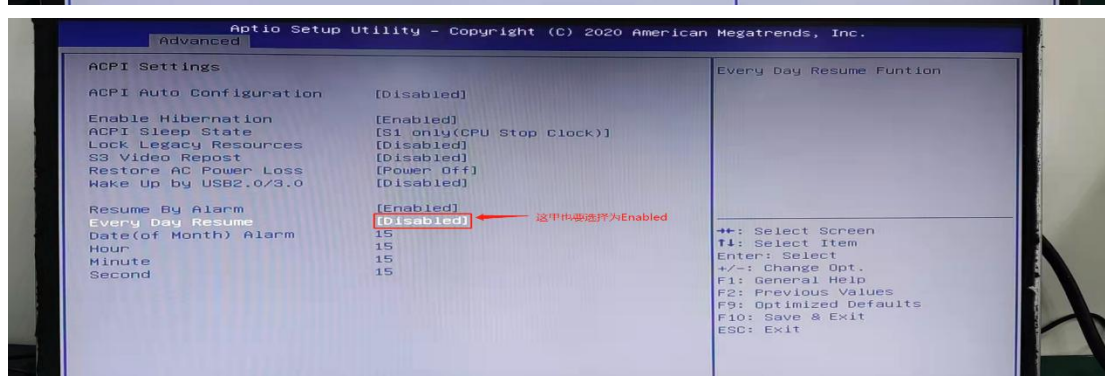 Aptio Setup Utility – Copyright (C) 2020 American Megatrends, Inc.
Advanced
ACPI Settings
ACPI Auto Configuration [Disabled]
Enable Hibernation [Enabled]
ACPI Sleep State [S1 only(CPU Stop Clock)]
Lock Legacy Resources [Disabled]
S3 Video Repost [Disabled]
Restore AC Power Loss [Power Off]
Wake Up by USB2.0/3.0 [Disabled]
Resume By Alarm [Enabled]
Every Day Resume [Disabled] 这里也要选择为Enabled
Date(of Month) Alarm 15
Hour 15
Minute 15
Second 15
Every Day Resume Funtion
→←: Select Screen
↑↓: Select Item
Enter: Select
+/-: Change Opt.
F1: General Help
F2: Previous Values
F9: Optimized Defaults
F10: Save & Exit
ESC: Exit